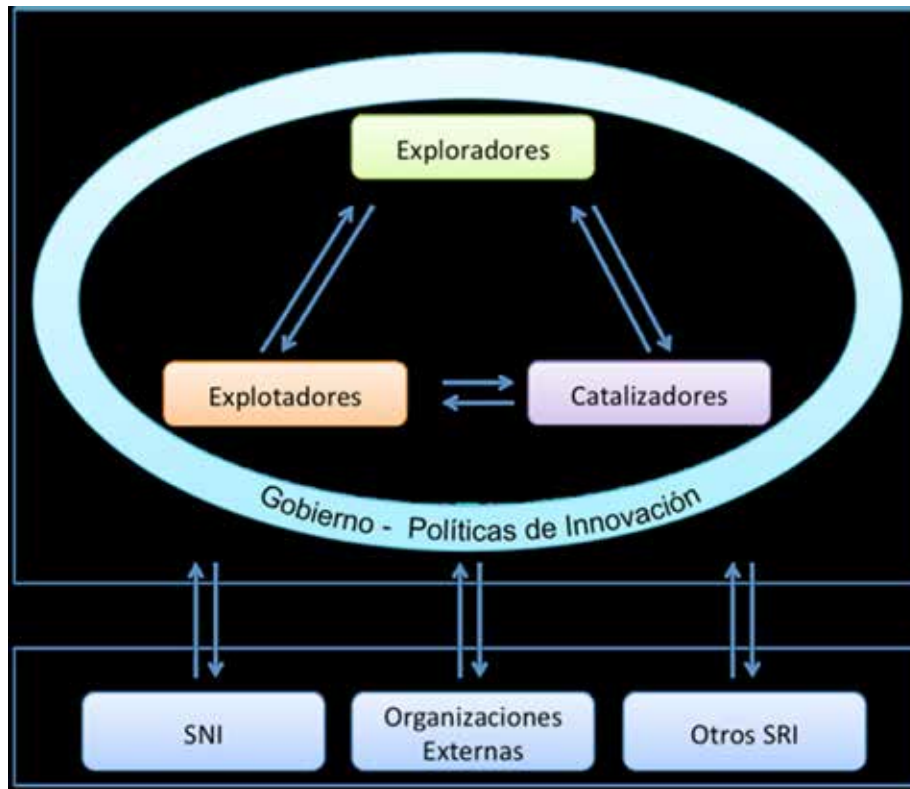 Exploradores
Explotadores
Catalizadores
Gobierno - Políticas de Innovación
SNI
Organizaciones
Externas
Otros SRI